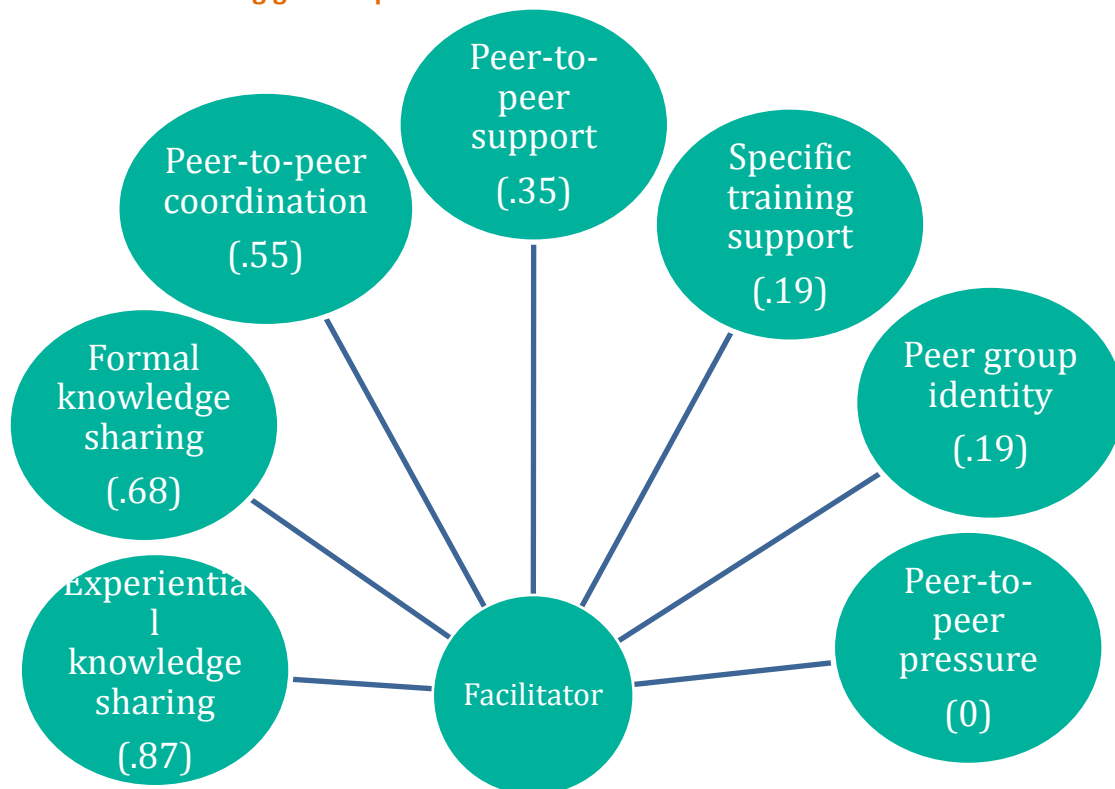 Peer-to-
peer
support
(.35)
Peer-to-peer
coordination
(.55)
Specific
training
support
(.19)
Formal
knowledge
sharing
(.68)
Peer group
identity
(.19)
Experientia
l
knowledge
sharing
(.87)
Facilitator
Peer-to-
peer
pressure
(0)